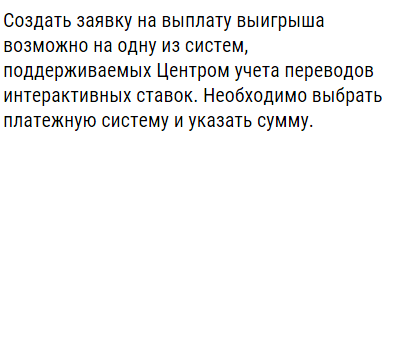 Создать заявку на выплату выигрыша
возможно на одну из систем,
поддерживаемых Центром учета переводов
интерактивных ставок. Необходимо выбрать
платежную систему и указать сумму.